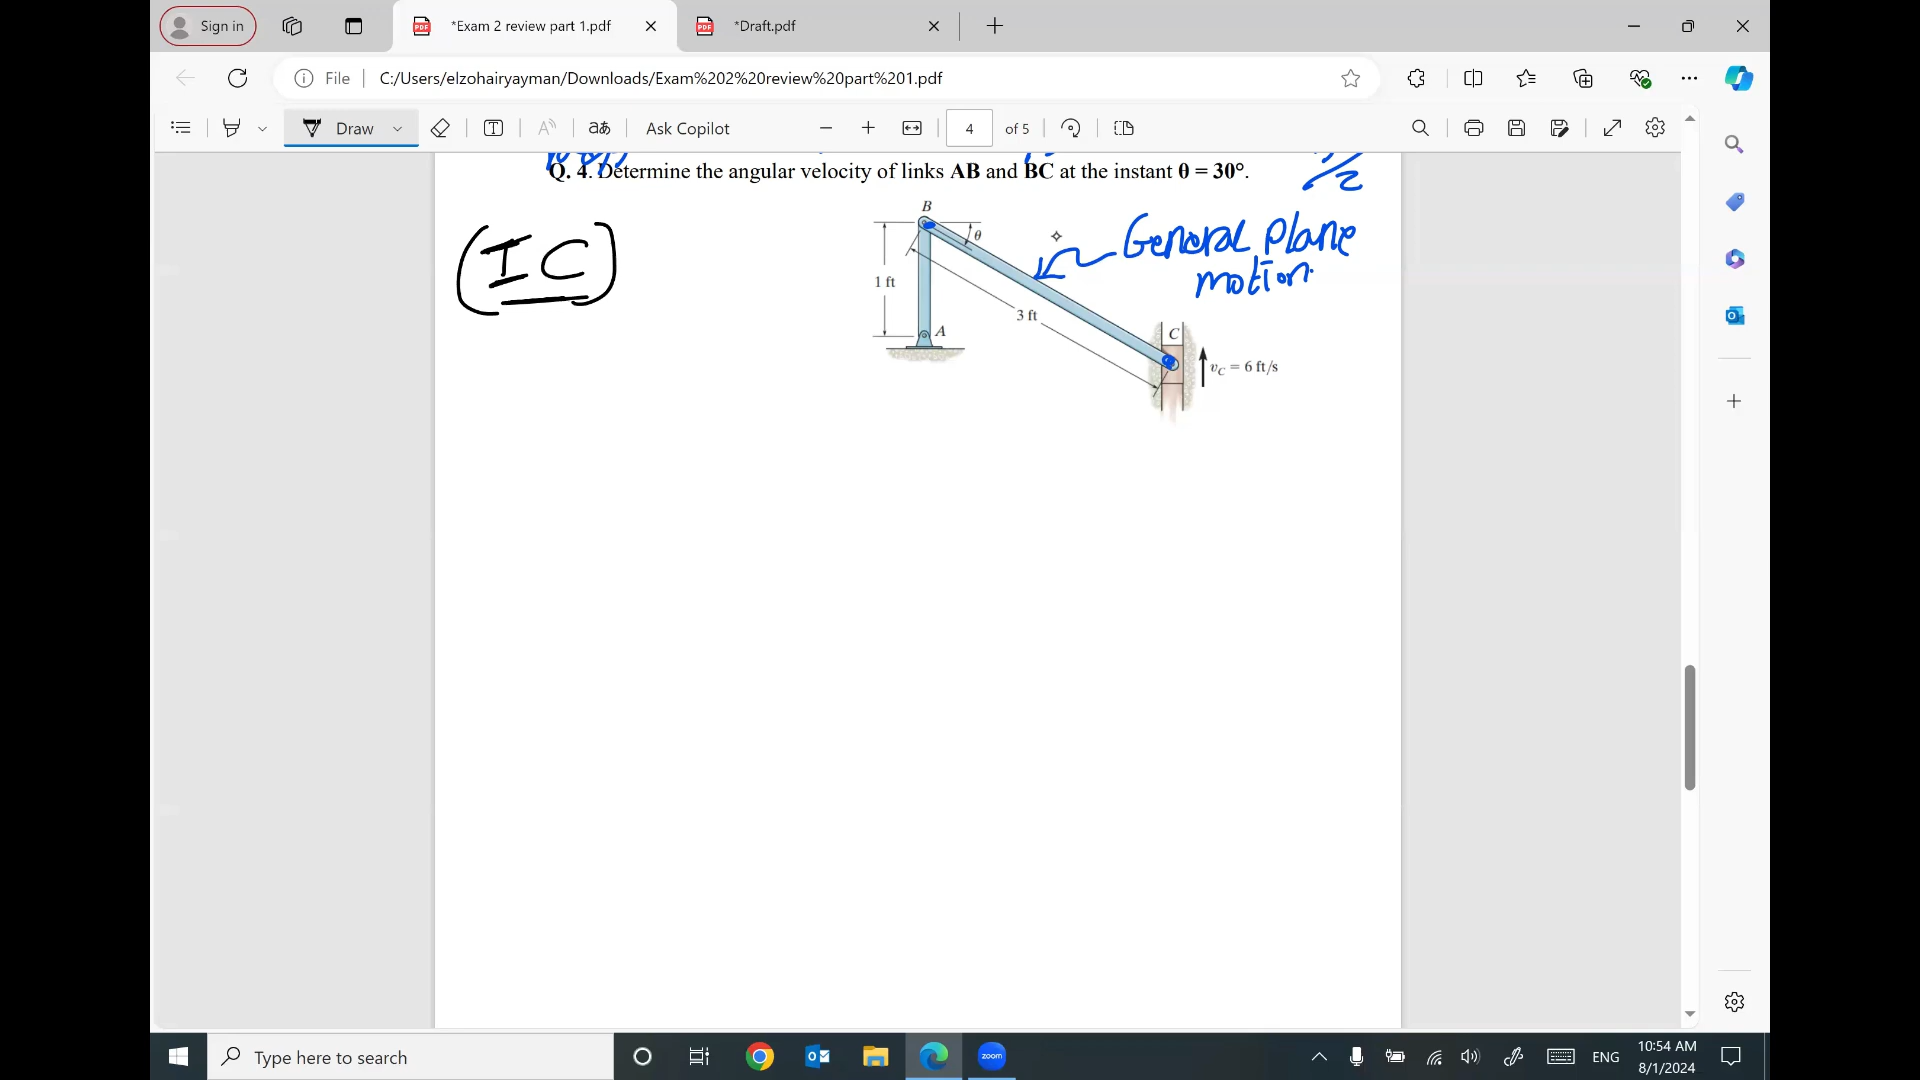 Sign in
*Exam 2 review part 1.pdf
*Draft.pdf
File
C:/Users/elzohairyayman/Downloads/Exam%202%20review%20part%201.pdf
Draw
Ask Copilot
4 of 5
Q. 4. Determine the angular velocity of links AB and BC at the instant θ = 30°.
(IC)
B
θ
General plane
motion
1 ft
3 ft
A
C
vC = 6 ft/s
Type here to search
zoom
ENG
10:54 AM
8/1/2024